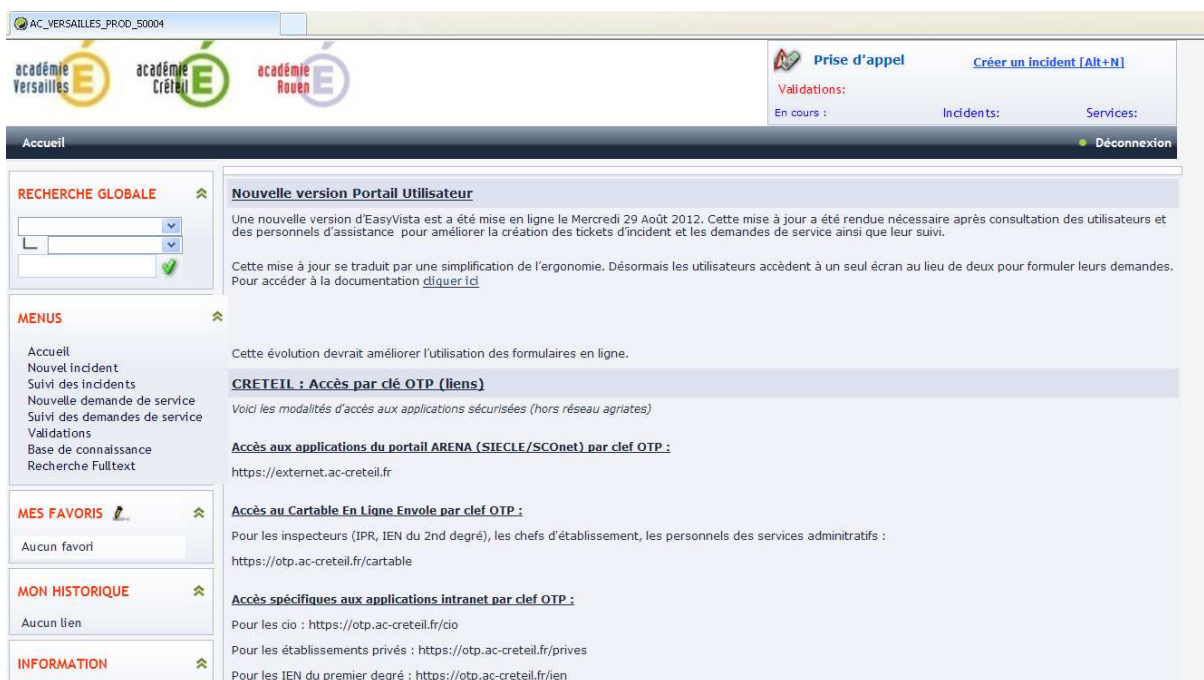 AC_VERSAILLES_PROD_50004
académie Versailles
académie Créteil
académie Rouen
Prise d'appel
Créer un incident [Alt+N]
Validations:
En cours :
Incidents:
Services:
Accueil
Déconnexion
RECHERCHE GLOBALE
MENUS
Accueil
Nouvel incident
Suivi des incidents
Nouvelle demande de service
Suivi des demandes de service
Validations
Base de connaissance
Recherche Fulltext
MES FAVORIS
Aucun favori
MON HISTORIQUE
Aucun lien
INFORMATION
Nouvelle version Portail Utilisateur
Une nouvelle version d'EasyVista est a été mise en ligne le Mercredi 29 Août 2012. Cette mise à jour a été rendue nécessaire après consultation des utilisateurs et
des personnels d'assistance pour améliorer la création des tickets d'incident et les demandes de service ainsi que leur suivi.
Cette mise à jour se traduit par une simplification de l'ergonomie. Désormais les utilisateurs accèdent à un seul écran au lieu de deux pour formuler leurs demandes.
Pour accéder à la documentation cliquer ici
Cette évolution devrait améliorer l'utilisation des formulaires en ligne.
CRETEIL : Accès par clé OTP (liens)
Voici les modalités d'accès aux applications sécurisées (hors réseau agriates)
Accès aux applications du portail ARENA (SIECLE/SCOnet) par clef OTP :
https://externet.ac-creteil.fr
Accès au Cartable En Ligne Envole par clef OTP :
Pour les inspecteurs (IPR, IEN du 2nd degré), les chefs d'établissement, les personnels des services adminitratifs :
https://otp.ac-creteil.fr/cartable
Accès spécifiques aux applications intranet par clef OTP :
Pour les cio : https://otp.ac-creteil.fr/cio
Pour les établissements privés : https://otp.ac-creteil.fr/prives
Pour les IEN du premier degré : https://otp.ac-creteil.fr/ien